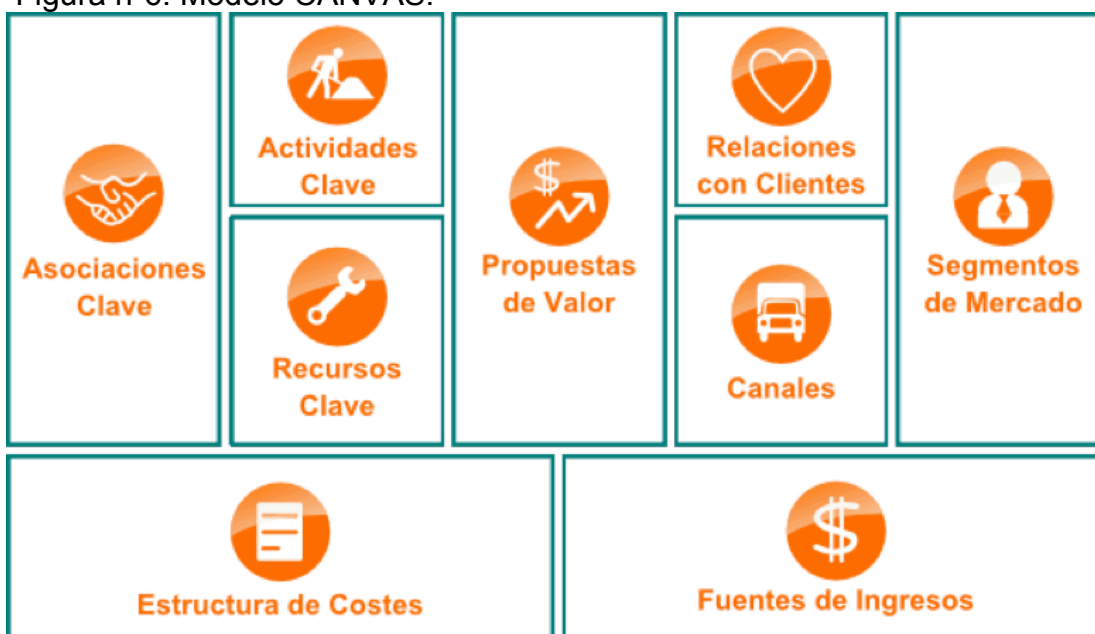 Figura nº6. Modelo CANVAS.
Asociaciones
Clave
Actividades
Clave
Recursos
Clave
Propuestas
de Valor
Relaciones
con Clientes
Canales
Segmentos
de Mercado
Estructura de Costes
Fuentes de Ingresos